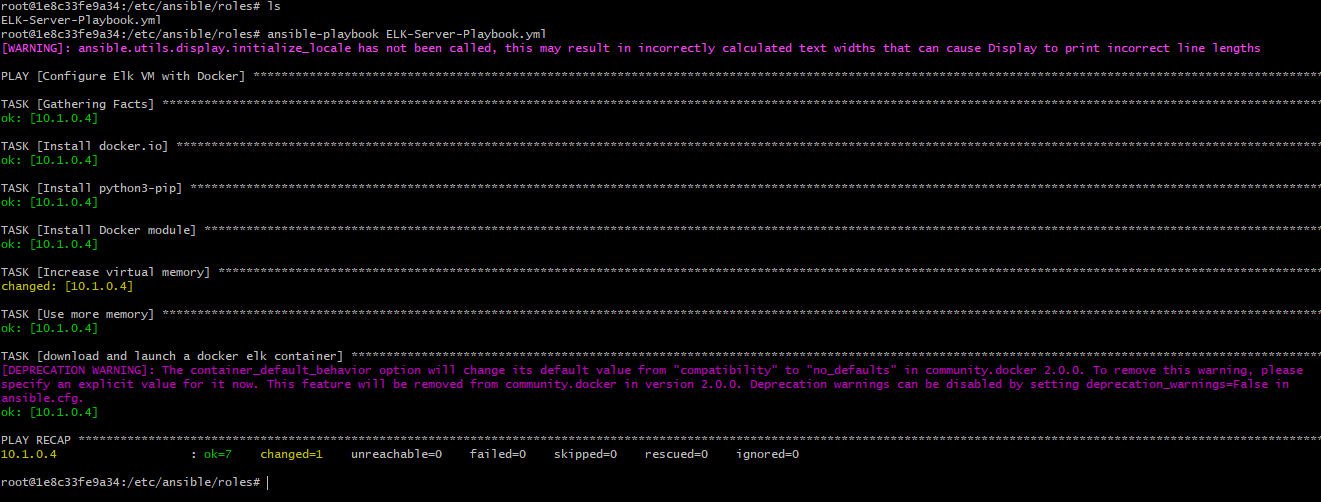 root@1e8c33fe9a34:/etc/ansible/roles# ls
ELK-Server-Playbook.yml
root@1e8c33fe9a34:/etc/ansible/roles# ansible-playbook ELK-Server-Playbook.yml
[WARNING]: ansible.utils.display.initialize_locale has not been called, this may result in incorrectly calculated text widths that can cause Display to print incorrect line lengths
PLAY [Configure Elk VM with Docker] ****************************************************************************************************************************************************
TASK [Gathering Facts] *****************************************************************************************************************************************************************
ok: [10.1.0.4]
TASK [Install docker.io] ***************************************************************************************************************************************************************
ok: [10.1.0.4]
TASK [Install python3-pip] *************************************************************************************************************************************************************
ok: [10.1.0.4]
TASK [Install Docker module] ***********************************************************************************************************************************************************
ok: [10.1.0.4]
TASK [Increase virtual memory] *********************************************************************************************************************************************************
changed: [10.1.0.4]
TASK [Use more memory] *****************************************************************************************************************************************************************
ok: [10.1.0.4]
TASK [download and launch a docker elk container] **************************************************************************************************************************************
[DEPRECATION WARNING]: The container_default_behavior option will change its default value from "compatibility" to "no_defaults" in community.docker 2.0.0. To remove this warning, please
specify an explicit value for it now. This feature will be removed from community.docker in version 2.0.0. Deprecation warnings can be disabled by setting deprecation_warnings=False in
ansible.cfg.
ok: [10.1.0.4]
PLAY RECAP *****************************************************************************************************************************************************************************
10.1.0.4 : ok=7 changed=1 unreachable=0 failed=0 skipped=0 rescued=0 ignored=0
root@1e8c33fe9a34:/etc/ansible/roles#